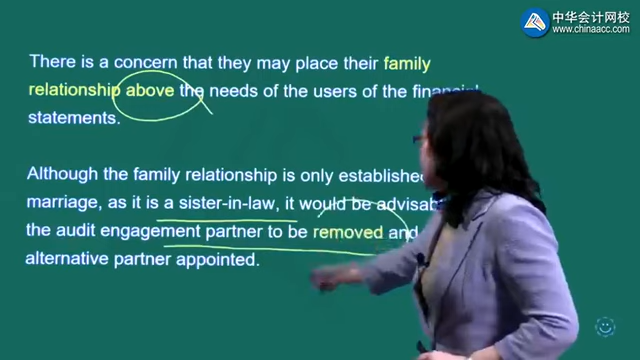 中华会计网校
www.chinaacc.com
There is a concern that they may place their family
relationship above the needs of the users of the financial
statements.
Although the family relationship is only established
marriage, as it is a sister-in-law, it would be
the audit engagement partner to be removed and
alternative partner appointed.